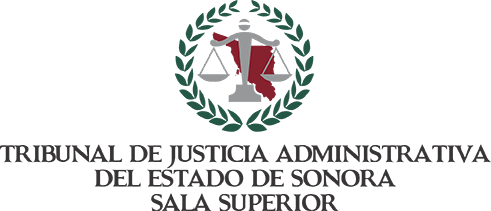 TRIBUNAL DE JUSTICIA ADMINISTRATIVA
DEL ESTADO DE SONORA
SALA SUPERIOR